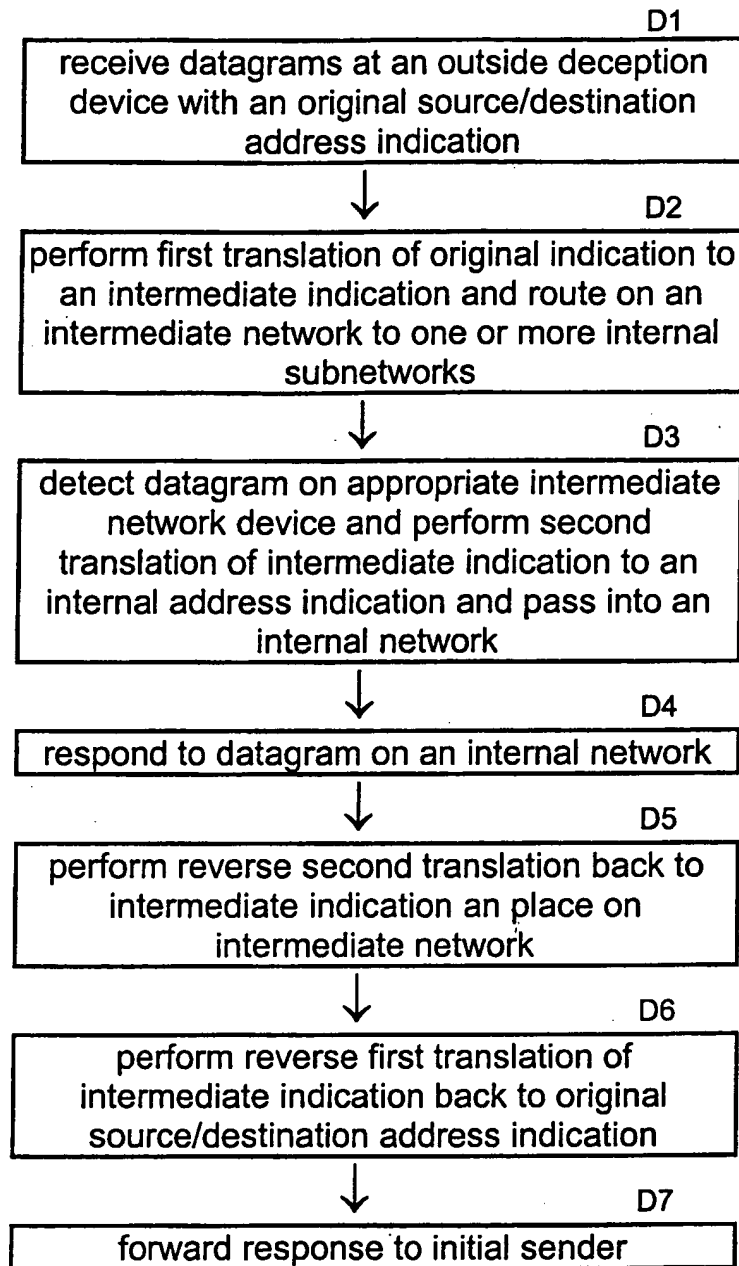 D1
receive datagrams at an outside deception
device with an original source/destination
address indication
D2
perform first translation of original indication to
an intermediate indication and route on an
intermediate network to one or more internal
subnetworks
D3
detect datagram on appropriate intermediate
network device and perform second
translation of intermediate indication to an
internal address indication and pass into an
internal network
D4
respond to datagram on an internal network
D5
perform reverse second translation back to
intermediate indication an place on
intermediate network
D6
perform reverse first translation of
intermediate indication back to original
source/destination address indication
D7
forward response to initial sender